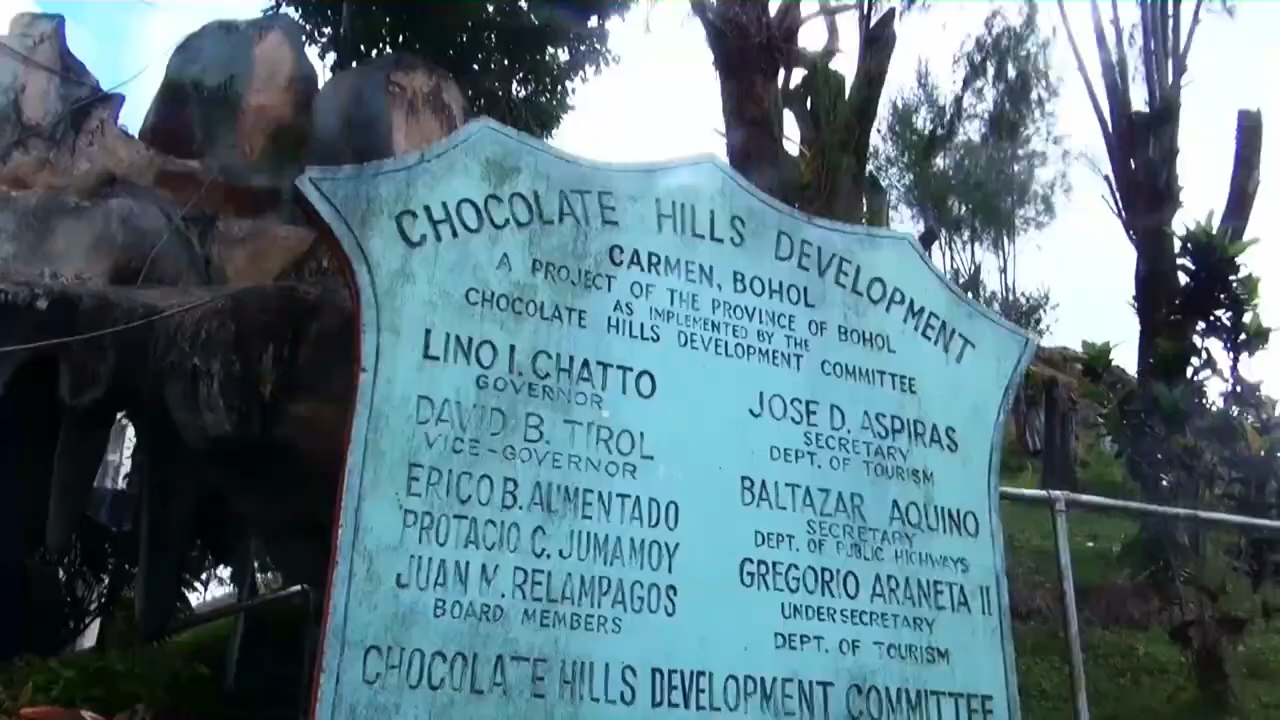 CHOCOLATE HILLS DEVELOPMENT
CARMEN, BOHOL
A PROJECT OF THE PROVINCE OF BOHOL
AS IMPLEMENTED BY THE
CHOCOLATE HILLS DEVELOPMENT COMMITTEE
LINO I. CHATTO
GOVERNOR
DAVID B. TIROL
VICE-GOVERNOR
ERICO B. AUMENTADO
PROTACIO C. JUMAMOY
JUAN M. RELAMPAGOS
BOARD MEMBERS
JOSE D. ASPIRAS
SECRETARY
DEPT. OF TOURISM
BALTAZAR AQUINO
SECRETARY
DEPT. OF PUBLIC HIGHWAYS
GREGORIO ARANETA II
UNDERSECRETARY
DEPT. OF TOURISM
CHOCOLATE HILLS DEVELOPMENT COMMITTEE